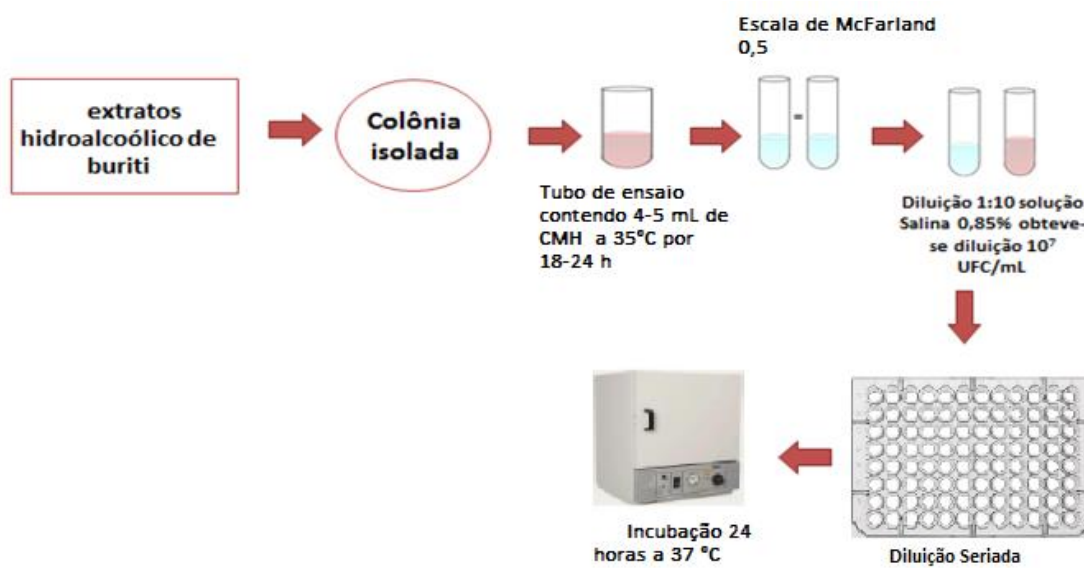 Escala de McFarland
0,5
extratos
hidroalcoólico de
buriti
Colônia
isolada
=
Tubo de ensaio
contendo 4-5 mL de
CMH a 35°C por
18-24 h
Diluição 1:10 solução
Salina 0,85% obteve-
se diluição 10⁷
UFC/mL
Incubação 24
horas a 37 °C
Diluição Seriada